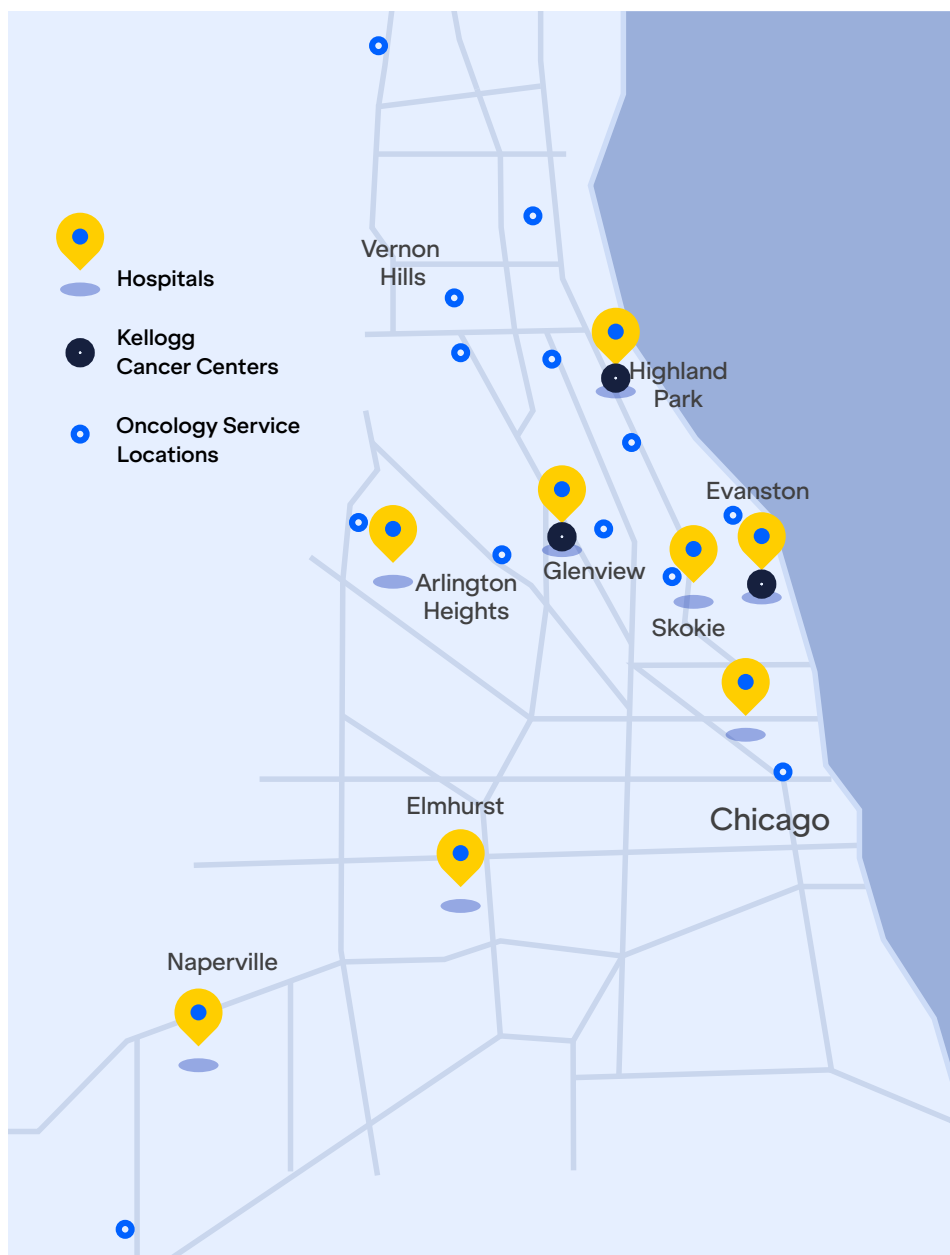 Vernon
Hills
Hospitals
Kellogg
Cancer Centers
Highland
Park
Oncology Service
Locations
Evanston
Glenview
Arlington
Heights
Skokie
Elmhurst
Chicago
Naperville